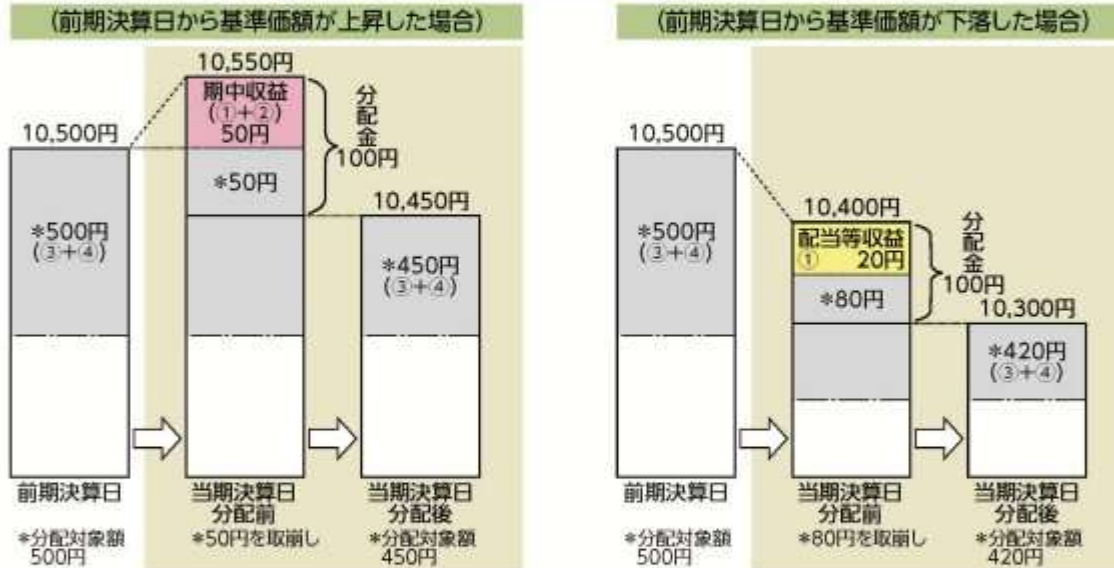 (前期決算日から基準価額が上昇した場合)
10,550円
期中収益
(①+②)
50円
分配金
100円
10,500円
*50円
10,450円
*500円
(③+④)
*450円
(③+④)
前期決算日
当期決算日
分配前
当期決算日
分配後
*分配対象額
500円
*50円を取崩し
*分配対象額
450円
(前期決算日から基準価額が下落した場合)
10,500円
10,400円
配当等収益
① 20円
分配金
100円
*500円
(③+④)
*80円
10,300円
*420円
(③+④)
前期決算日
当期決算日
分配前
当期決算日
分配後
*分配対象額
500円
*80円を取崩し
*分配対象額
420円